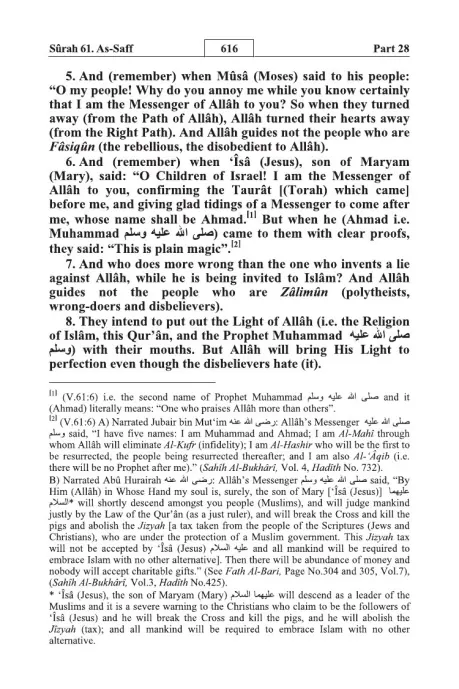 Sûrah 61. As-Saff 616 Part 28
5. And (remember) when Mûsâ (Moses) said to his people:
“O my people! Why do you annoy me while you know certainly
that I am the Messenger of Allâh to you? So when they turned
away (from the Path of Allâh), Allâh turned their hearts away
(from the Right Path). And Allâh guides not the people who are
Fâsiqûn (the rebellious, the disobedient to Allâh).
6. And (remember) when ‘Îsâ (Jesus), son of Maryam
(Mary), said: “O Children of Israel! I am the Messenger of
Allâh to you, confirming the Taurât [(Torah) which came]
before me, and giving glad tidings of a Messenger to come after
me, whose name shall be Ahmad.[1] But when he (Ahmad i.e.
Muhammad صلى الله عليه وسلم) came to them with clear proofs,
they said: “This is plain magic”.[2]
7. And who does more wrong than the one who invents a lie
against Allâh, while he is being invited to Islâm? And Allâh
guides not the people who are Zâlimûn (polytheists,
wrong-doers and disbelievers).
8. They intend to put out the Light of Allâh (i.e. the Religion
of Islâm, this Qur’ân, and the Prophet Muhammad صلى الله عليه
وسلم) with their mouths. But Allâh will bring His Light to
perfection even though the disbelievers hate (it).
[1] (V.61:6) i.e. the second name of Prophet Muhammad صلى الله عليه وسلم and it
(Ahmad) literally means: “One who praises Allâh more than others”.
[2] (V.61:6) A) Narrated Jubair bin Mut‘im رضى الله عنه: Allâh’s Messenger صلى الله عليه
وسلم said, “I have five names: I am Muhammad and Ahmad; I am Al-Mahî through
whom Allâh will eliminate Al-Kufr (infidelity); I am Al-Hashir who will be the first to
be resurrected, the people being resurrected thereafter; and I am also Al-‘Âqib (i.e.
there will be no Prophet after me).” (Sahîh Al-Bukhârî, Vol. 4, Hadîth No. 732).
B) Narrated Abû Hurairah رضى الله عنه: Allâh’s Messenger صلى الله عليه وسلم said, “By
Him (Allâh) in Whose Hand my soul is, surely, the son of Mary [‘Îsâ (Jesus)] عليهما
السلام* will shortly descend amongst you people (Muslims), and will judge mankind
justly by the Law of the Qur’ân (as a just ruler), and will break the Cross and kill the
pigs and abolish the Jizyah [a tax taken from the people of the Scriptures (Jews and
Christians), who are under the protection of a Muslim government. This Jizyah tax
will not be accepted by ‘Îsâ (Jesus) عليه السلام and all mankind will be required to
embrace Islam with no other alternative]. Then there will be abundance of money and
nobody will accept charitable gifts.” (See Fath Al-Bari, Page No.304 and 305, Vol.7),
(Sahîh Al-Bukhârî, Vol.3, Hadîth No.425).
* ‘Îsâ (Jesus), the son of Maryam (Mary) عليهما السلام will descend as a leader of the
Muslims and it is a severe warning to the Christians who claim to be the followers of
‘Îsâ (Jesus) and he will break the Cross and kill the pigs, and he will abolish the
Jizyah (tax); and all mankind will be required to embrace Islam with no other
alternative.